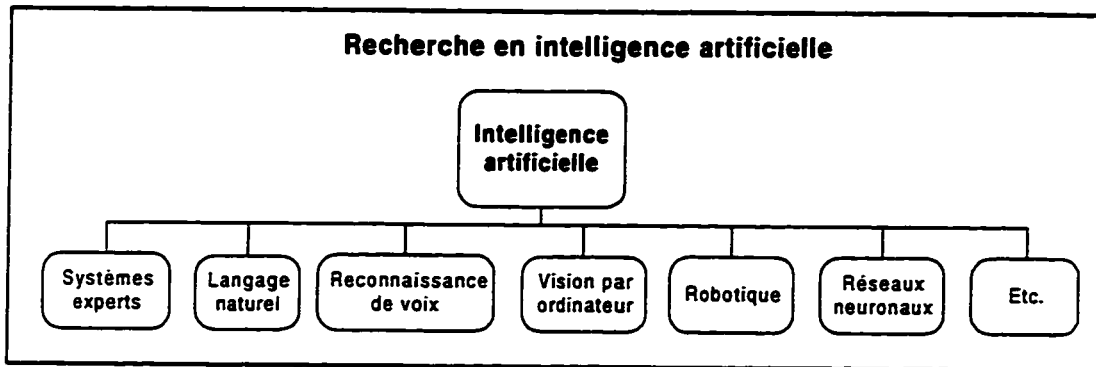 Recherche en intelligence artificielle
Intelligence
artificielle
Systèmes
experts
Langage
naturel
Reconnaissance
de voix
Vision par
ordinateur
Robotique
Réseaux
neuronaux
Etc.